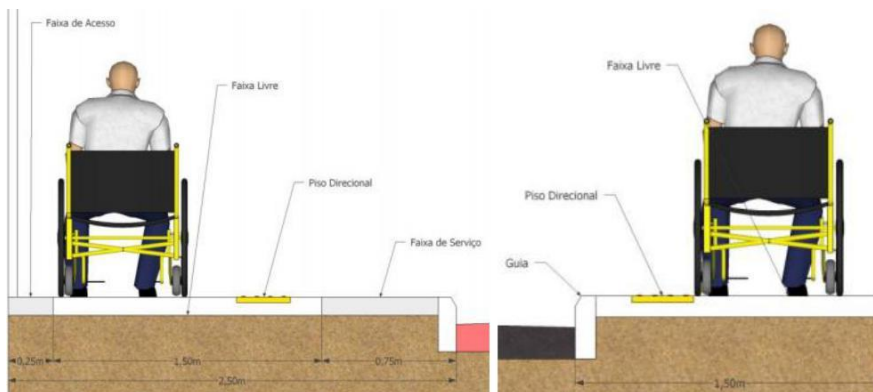 Faixa de Acesso
Faixa Livre
Piso Direcional
Faixa de Serviço
0,25m
1,50m
0,75m
2,50m
Faixa Livre
Piso Direcional
Guia
1,50m